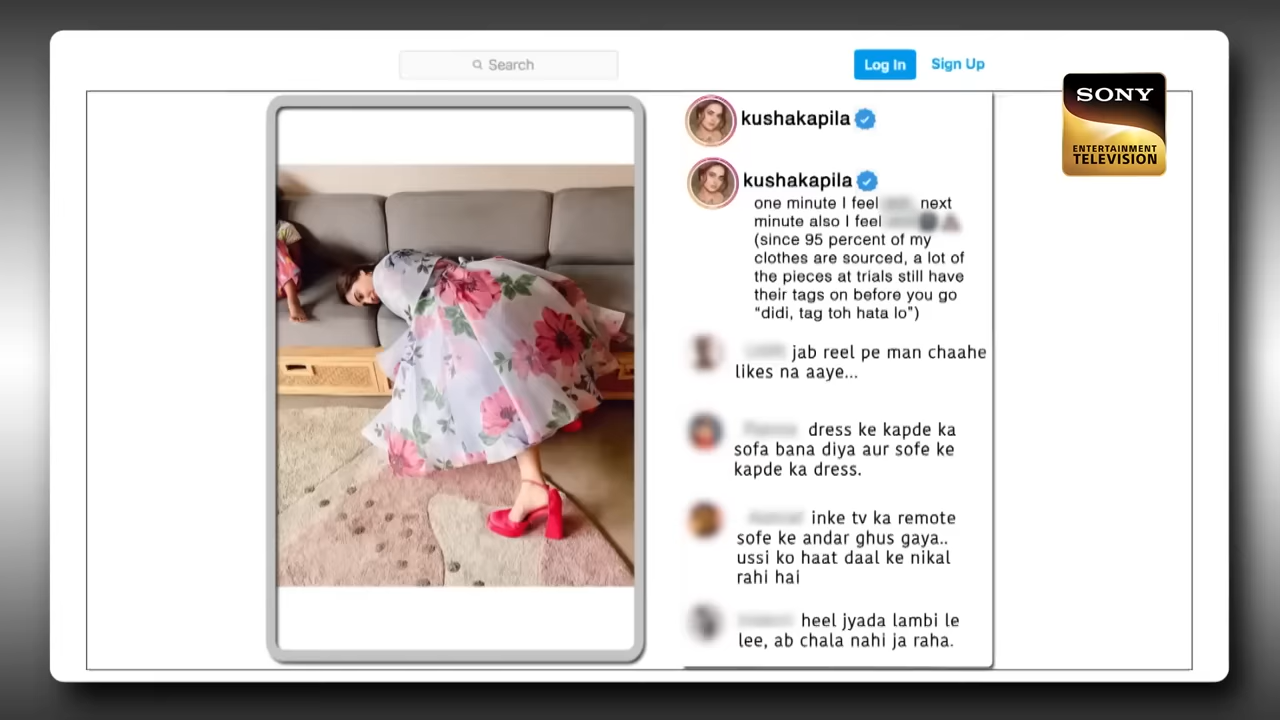 Search
Log In
Sign Up
SONY
ENTERTAINMENT
TELEVISION
kushakapila
kushakapila
one minute I feel next
minute also I feel
(since 95 percent of my
clothes are sourced, a lot of
the pieces at trials still have
their tags on before you go
“didi, tag toh hata lo”)
jab reel pe man chaahe
likes na aaye...
dress ke kapde ka
sofa bana diya aur sofe ke
kapde ka dress.
inke tv ka remote
sofe ke andar ghus gaya..
ussi ko haat daal ke nikal
rahi hai
heel jyada lambi le
lee, ab chala nahi ja raha.